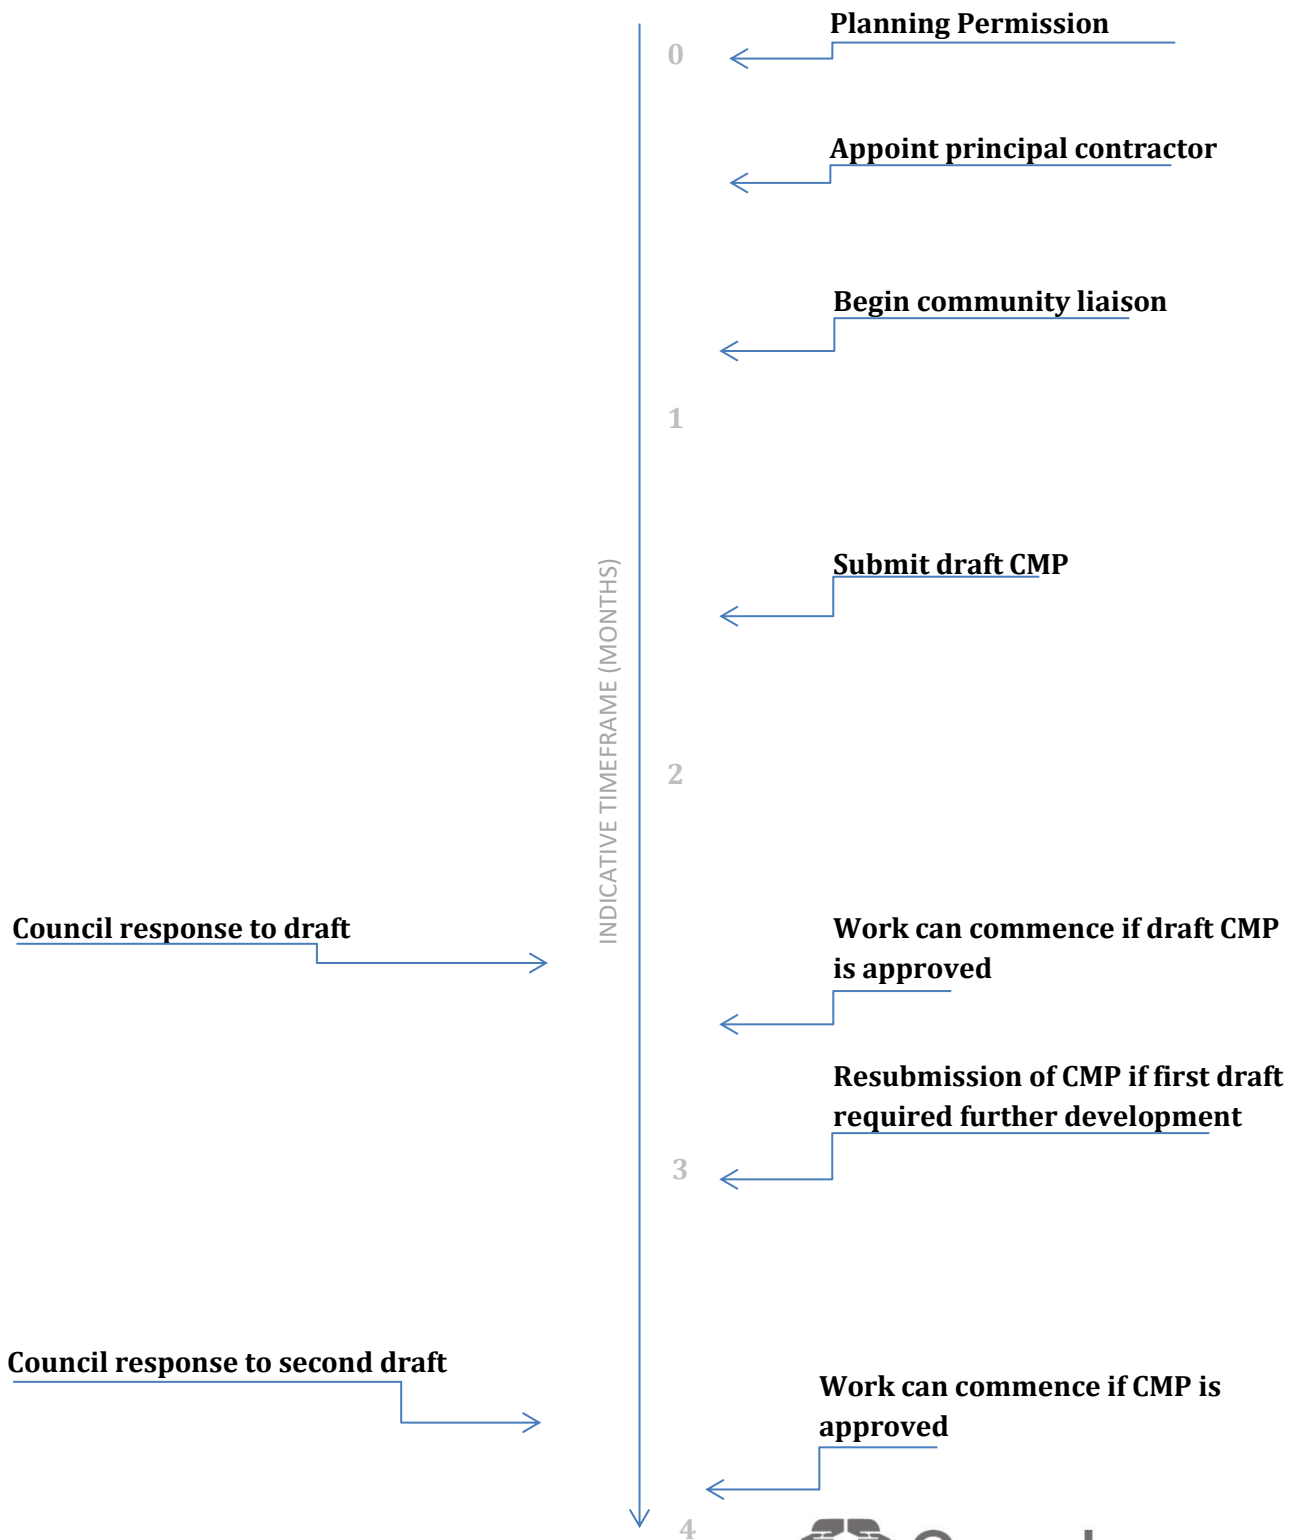 Planning Permission
0
Appoint principal contractor
Begin community liaison
1
Submit draft CMP
INDICATIVE TIMEFRAME (MONTHS)
2
Council response to draft
Work can commence if draft CMP
is approved
Resubmission of CMP if first draft
required further development
3
Council response to second draft
Work can commence if CMP is
approved
4